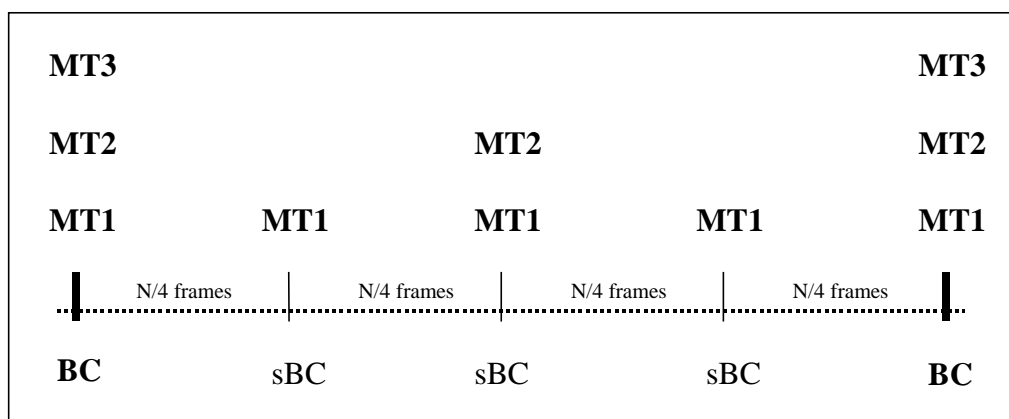 MT3 MT3
MT2 MT2 MT2
MT1 MT1 MT1 MT1 MT1
N/4 frames N/4 frames N/4 frames N/4 frames
BC sBC sBC sBC BC